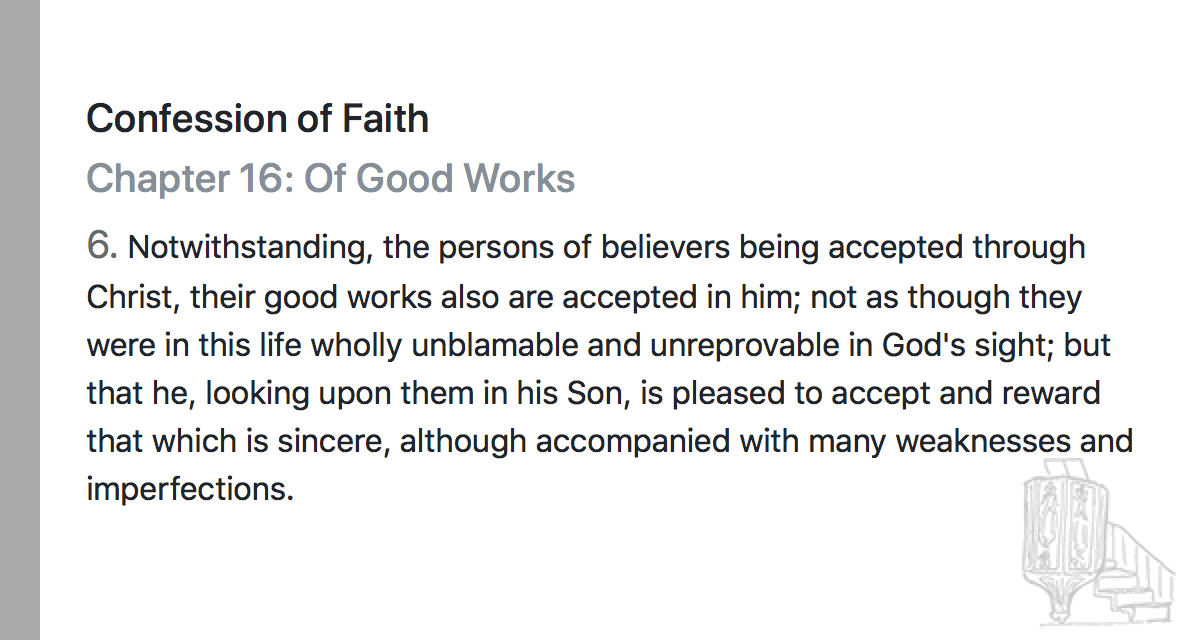 Confession of Faith
Chapter 16: Of Good Works
6. Notwithstanding, the persons of believers being accepted through
Christ, their good works also are accepted in him; not as though they
were in this life wholly unblamable and unreprovable in God's sight; but
that he, looking upon them in his Son, is pleased to accept and reward
that which is sincere, although accompanied with many weaknesses and
imperfections.